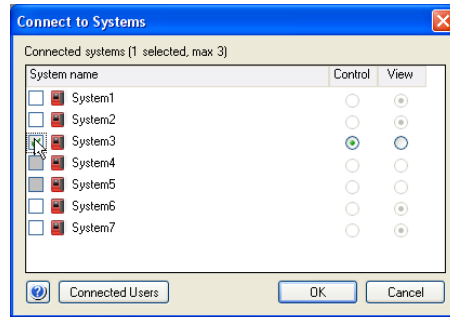 Connect to Systems
Connected systems (1 selected, max 3)
System name Control View
System1
System2
System3
System4
System5
System6
System7
? Connected Users OK Cancel